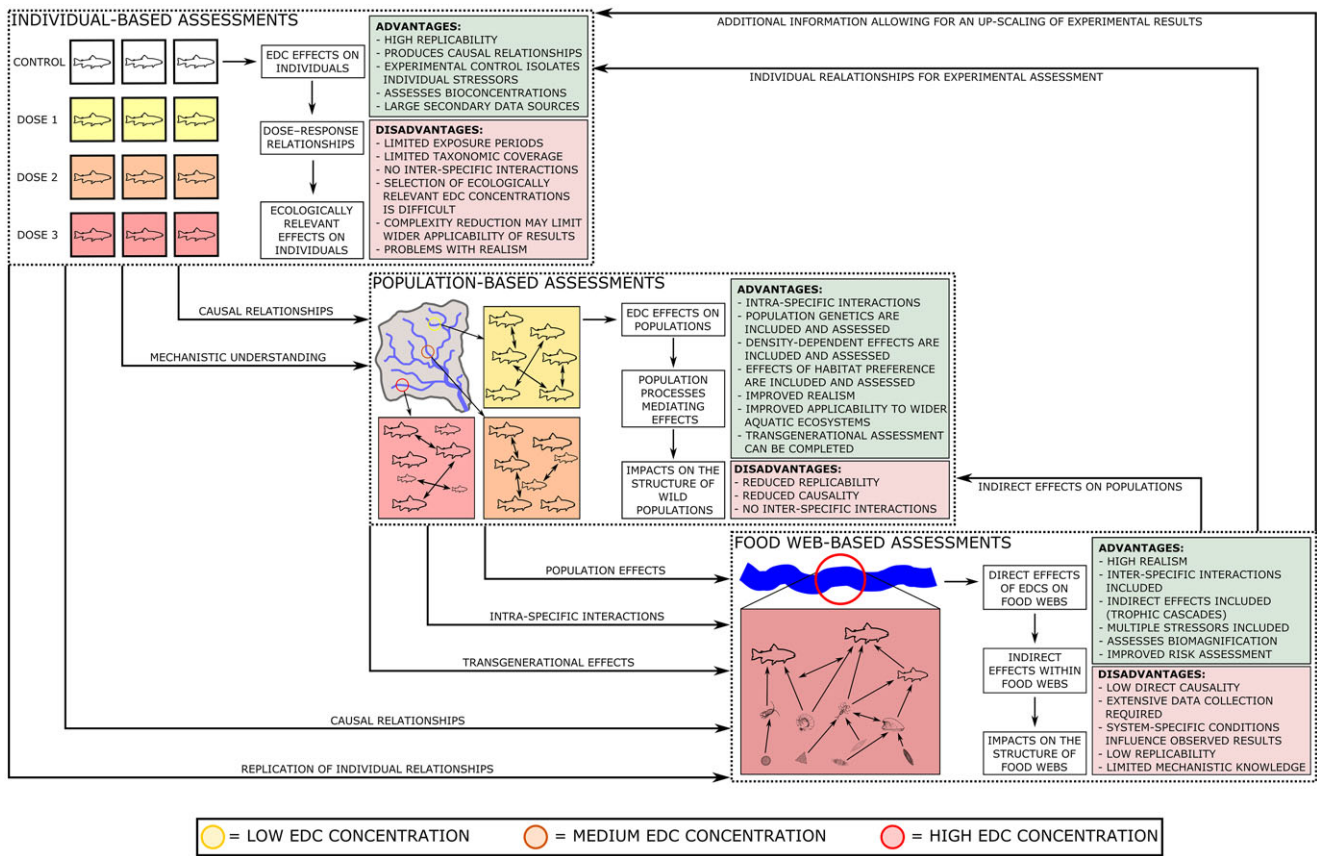 INDIVIDUAL-BASED ASSESSMENTS
CONTROL
DOSE 1
DOSE 2
DOSE 3
EDC EFFECTS ON
INDIVIDUALS
DOSE–RESPONSE
RELATIONSHIPS
ECOLOGICALLY
RELEVANT
EFFECTS ON
INDIVIDUALS
ADVANTAGES:
- HIGH REPLICABILITY
- PRODUCES CAUSAL RELATIONSHIPS
- EXPERIMENTAL CONTROL ISOLATES
INDIVIDUAL STRESSORS
- ASSESSES BIOCONCENTRATIONS
- LARGE SECONDARY DATA SOURCES
DISADVANTAGES:
- LIMITED EXPOSURE PERIODS
- LIMITED TAXONOMIC COVERAGE
- NO INTER-SPECIFIC INTERACTIONS
- SELECTION OF ECOLOGICALLY
RELEVANT EDC CONCENTRATIONS
IS DIFFICULT
- COMPLEXITY REDUCTION MAY LIMIT
WIDER APPLICABILITY OF RESULTS
- PROBLEMS WITH REALISM
ADDITIONAL INFORMATION ALLOWING FOR AN UP-SCALING OF EXPERIMENTAL RESULTS
INDIVIDUAL REALATIONSHIPS FOR EXPERIMENTAL ASSESSMENT
CAUSAL RELATIONSHIPS
MECHANISTIC UNDERSTANDING
POPULATION-BASED ASSESSMENTS
EDC EFFECTS ON
POPULATIONS
POPULATION
PROCESSES
MEDIATING
EFFECTS
IMPACTS ON THE
STRUCTURE OF
WILD
POPULATIONS
ADVANTAGES:
- INTRA-SPECIFIC INTERACTIONS
- POPULATION GENETICS ARE
INCLUDED AND ASSESSED
- DENSITY-DEPENDENT EFFECTS ARE
INCLUDED AND ASSESSED
- EFFECTS OF HABITAT PREFERENCE
ARE INCLUDED AND ASSESSED
- IMPROVED REALISM
- IMPROVED APPLICABILITY TO WIDER
AQUATIC ECOSYSTEMS
- TRANSGENERATIONAL ASSESSMENT
CAN BE COMPLETED
DISADVANTAGES:
- REDUCED REPLICABILITY
- REDUCED CAUSALITY
- NO INTER-SPECIFIC INTERACTIONS
INDIRECT EFFECTS ON POPULATIONS
POPULATION EFFECTS
INTRA-SPECIFIC INTERACTIONS
TRANSGENERATIONAL EFFECTS
CAUSAL RELATIONSHIPS
REPLICATION OF INDIVIDUAL RELATIONSHIPS
FOOD WEB-BASED ASSESSMENTS
DIRECT EFFECTS
OF EDCS ON
FOOD WEBS
INDIRECT
EFFECTS WITHIN
FOOD WEBS
IMPACTS ON THE
STRUCTURE OF
FOOD WEBS
ADVANTAGES:
- HIGH REALISM
- INTER-SPECIFIC INTERACTIONS
INCLUDED
- INDIRECT EFFECTS INCLUDED
(TROPHIC CASCADES)
- MULTIPLE STRESSORS INCLUDED
- ASSESSES BIOMAGNIFICATION
- IMPROVED RISK ASSESSMENT
DISADVANTAGES:
- LOW DIRECT CAUSALITY
- EXTENSIVE DATA COLLECTION
REQUIRED
- SYSTEM-SPECIFIC CONDITIONS
INFLUENCE OBSERVED RESULTS
- LOW REPLICABILITY
- LIMITED MECHANISTIC KNOWLEDGE
= LOW EDC CONCENTRATION
= MEDIUM EDC CONCENTRATION
= HIGH EDC CONCENTRATION